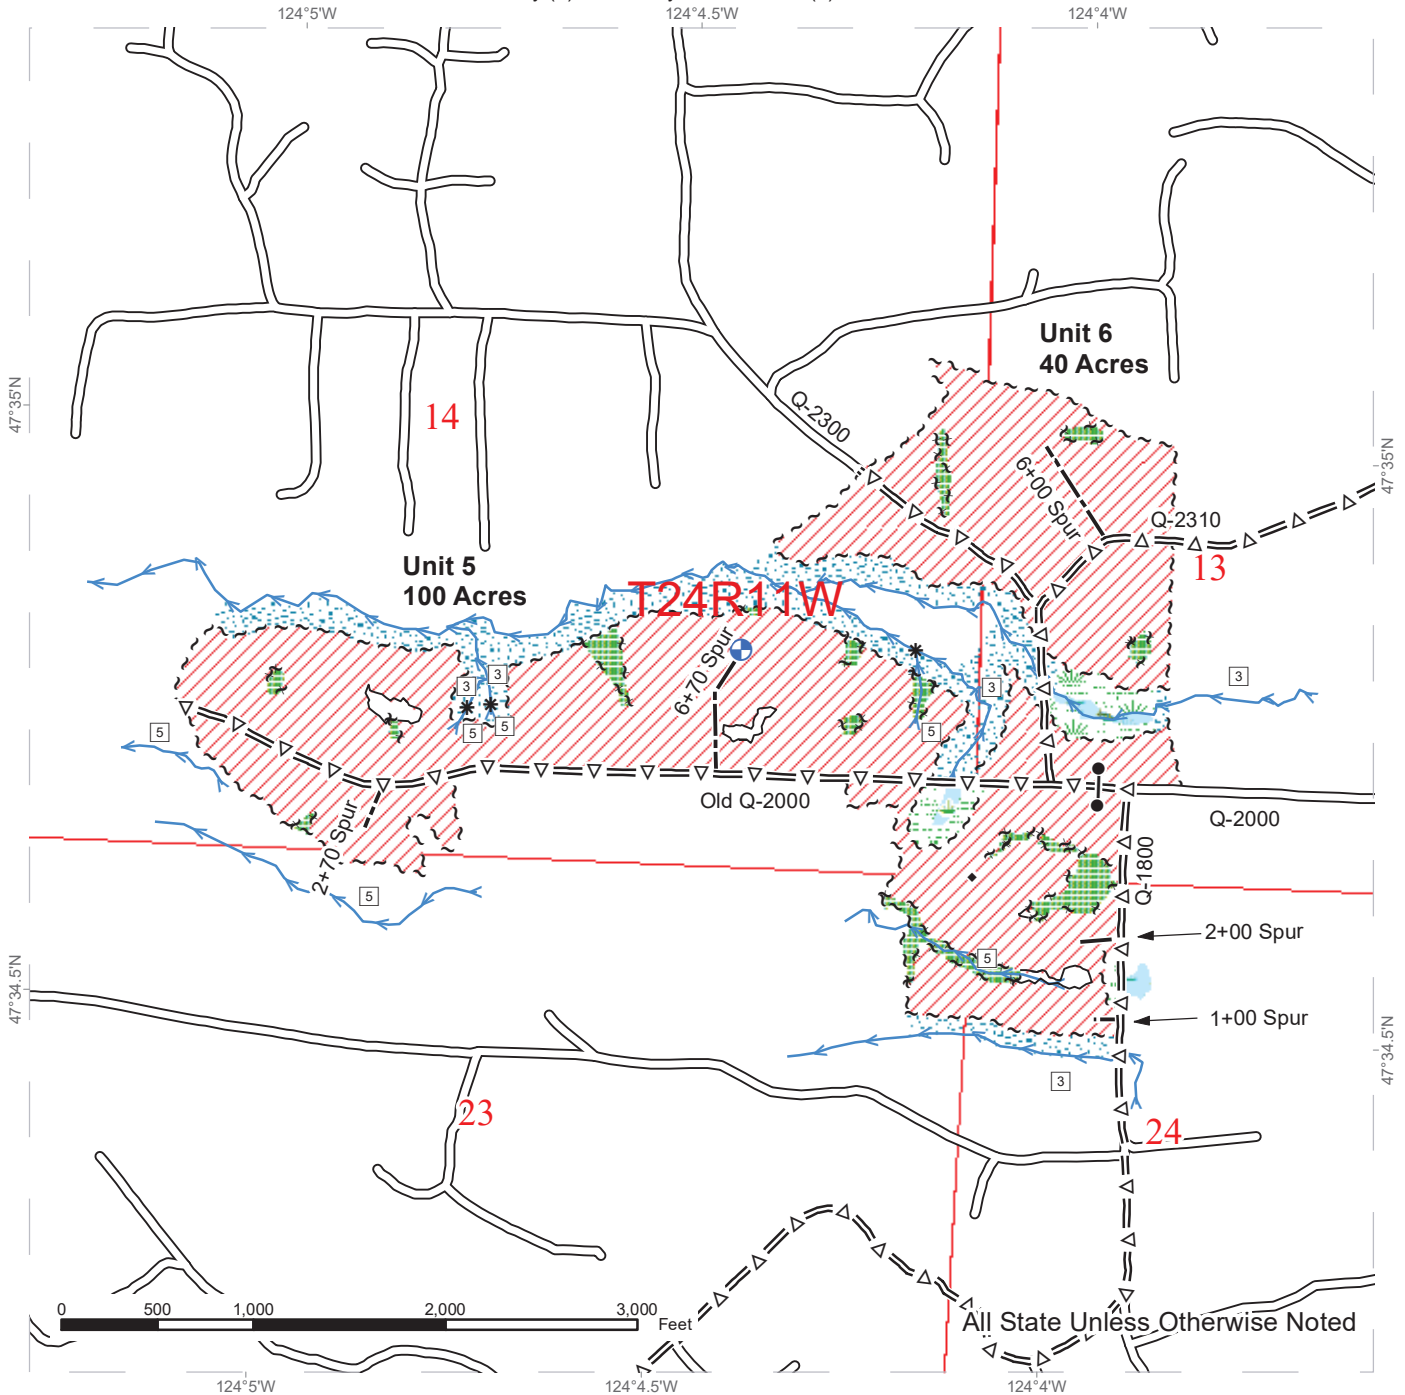 124°5'W
124°4.5'W
124°4'W
Unit 6
40 Acres
47°35'N
Q-2300
14
47°35'N
6+00 Spur
Q-2310
13
Unit 5
100 Acres
T24R11W
6+70 Spur
3
3
3
3
5
5
5
5
Old Q-2000
Q-2000
2+70 Spur
Q-1800
5
2+00 Spur
5
47°34.5'N
1+00 Spur
47°34.5'N
3
23
24
0
500
1,000
2,000
3,000
Feet
All State Unless Otherwise Noted
124°5'W
124°4.5'W
124°4'W